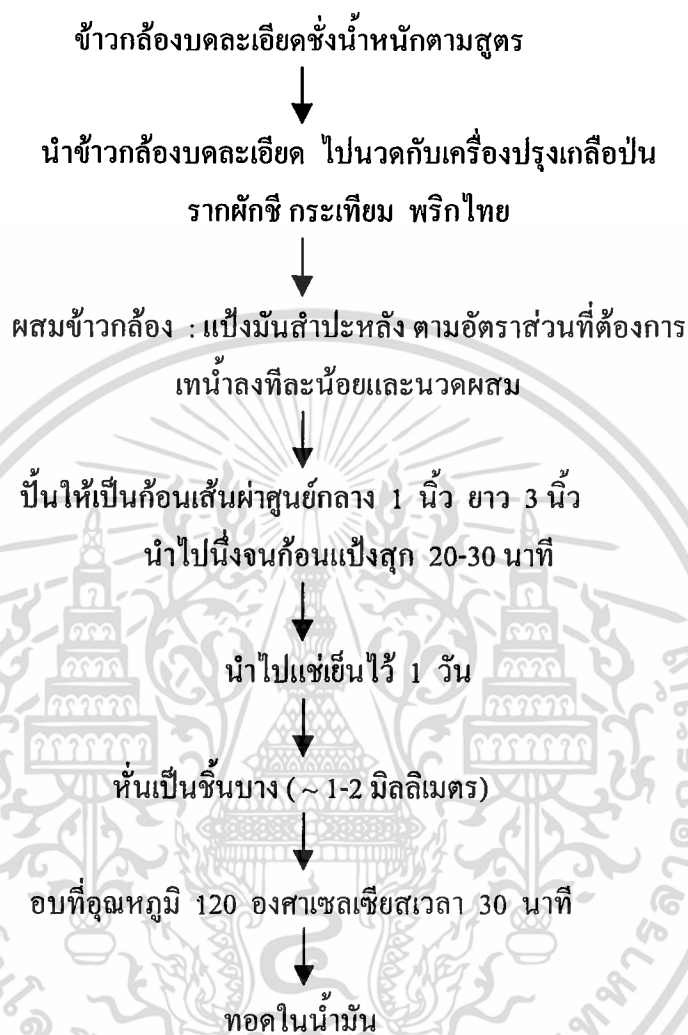 ข้าวกล้องบดละเอียดชั่งน้ำหนักตามสูตร
นำข้าวกล้องบดละเอียด ไปนวดกับเครื่องปรุงเกลือป่น
รากผักชี กระเทียม พริกไทย
ผสมข้าวกล้อง : แป้งมันสำปะหลัง ตามอัตราส่วนที่ต้องการ
เทน้ำลงทีละน้อยและนวดผสม
ปั้นให้เป็นก้อนเส้นผ่าศูนย์กลาง 1 นิ้ว ยาว 3 นิ้ว
นำไปนึ่งจนก้อนแป้งสุก 20-30 นาที
นำไปแช่เย็นไว้ 1 วัน
หั่นเป็นชิ้นบาง (~ 1-2 มิลลิเมตร)
อบที่อุณหภูมิ 120 องศาเซลเซียสเวลา 30 นาที
ทอดในน้ำมัน